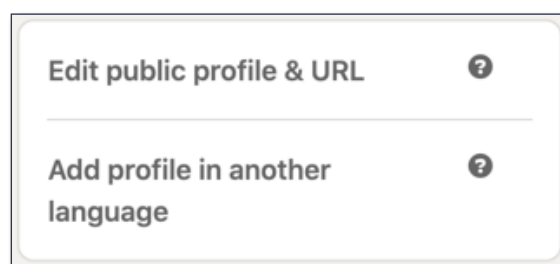 Edit public profile & URL
Add profile in another
language